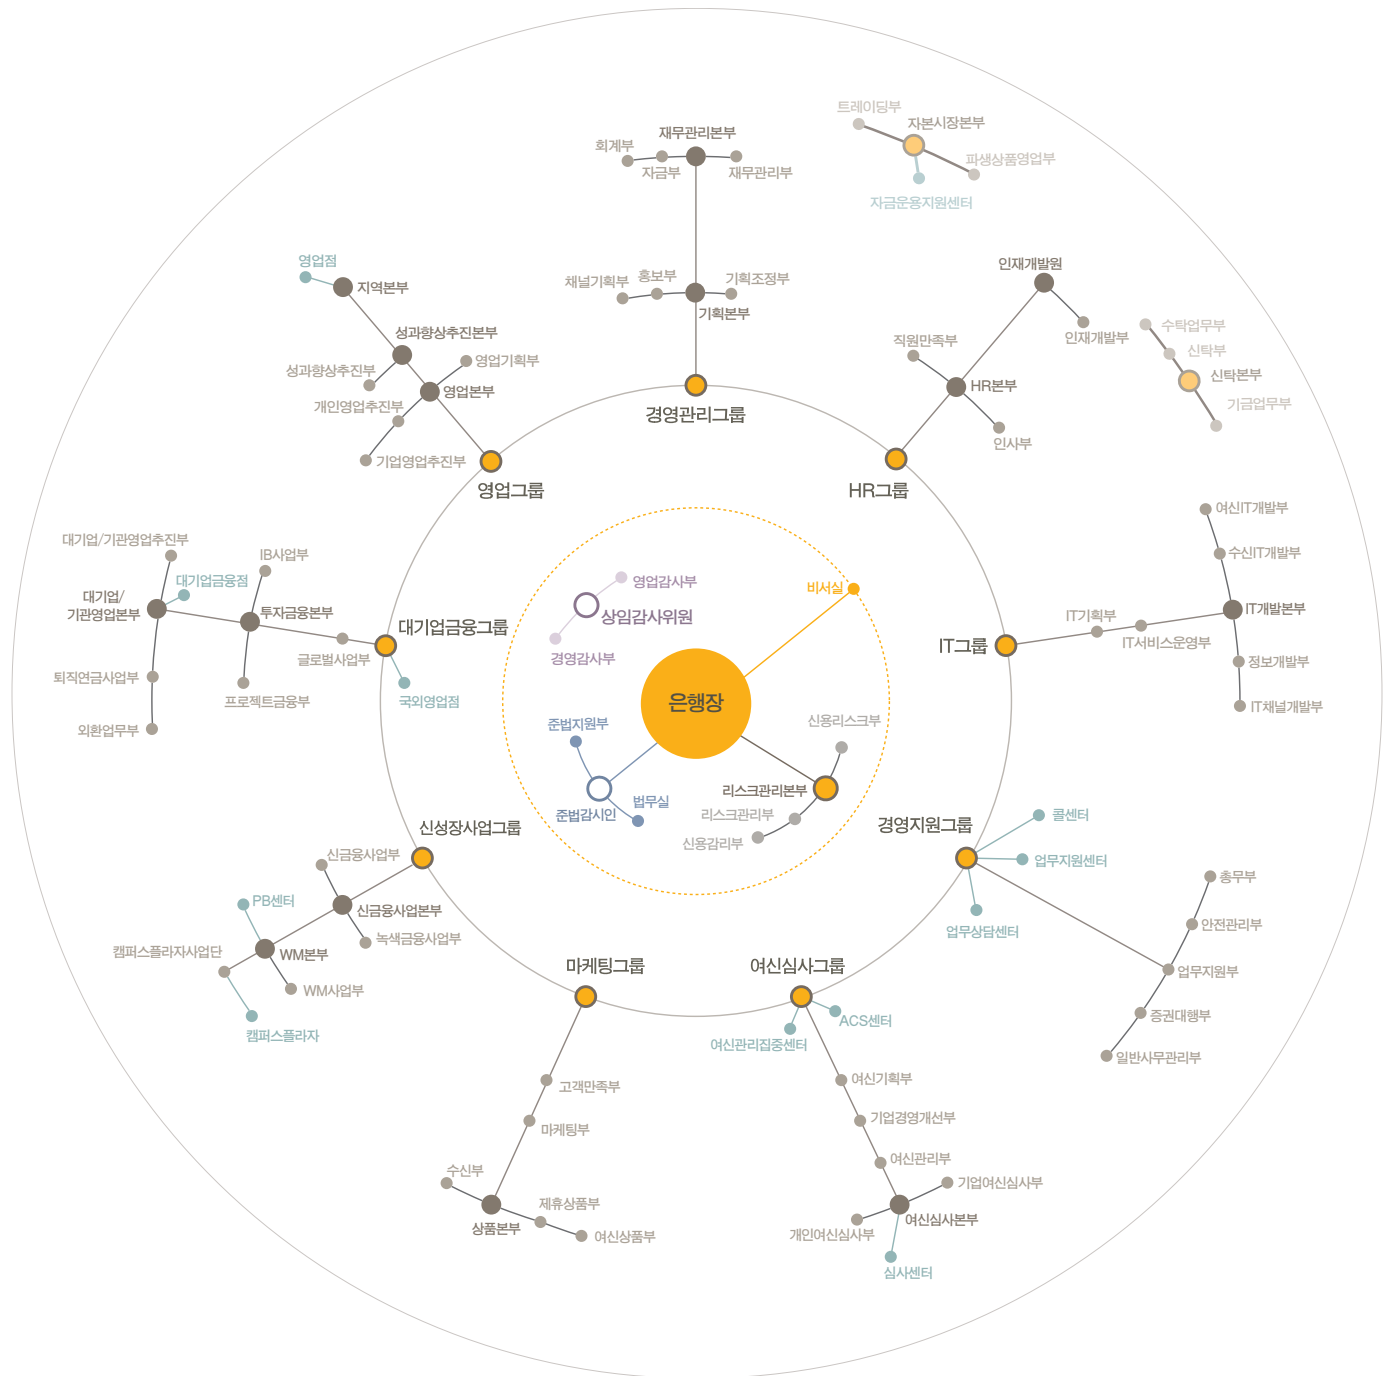 트레이딩부
자본시장본부
파생상품영업부
자금운용지원센터
재무관리본부
회계부
자금부
재무관리부
채널기획부
홍보부
기획조정부
기획본부
경영관리그룹
영업점
지역본부
성과향상추진본부
성과향상추진부
영업기획부
영업본부
개인영업추진부
기업영업추진부
영업그룹
인재개발원
인재개발부
직원만족부
HR본부
인사부
HR그룹
수탁업무부
신탁부
신탁본부
기금업무부
대기업/기관영업추진부
IB사업부
대기업금융점
대기업/
기관영업본부
투자금융본부
대기업금융그룹
글로벌사업부
퇴직연금사업부
프로젝트금융부
국외영업점
외환업무부
영업감사부
상임감사위원
경영감사부
비서실
은행장
준법지원부
준법감시인
법무실
신용리스크부
리스크관리본부
리스크관리부
신용감리부
여신IT개발부
수신IT개발부
IT개발본부
IT기획부
IT서비스운영부
IT그룹
정보개발부
IT채널개발부
경영지원그룹
콜센터
업무지원센터
업무상담센터
총무부
안전관리부
업무지원부
증권대행부
일반사무관리부
신성장사업그룹
신금융사업부
PB센터
신금융사업본부
녹색금융사업부
캠퍼스플라자사업단
WM본부
WM사업부
캠퍼스플라자
마케팅그룹
고객만족부
마케팅부
수신부
제휴상품부
상품본부
여신상품부
여신심사그룹
ACS센터
여신관리집중센터
여신기획부
기업경영개선부
여신관리부
기업여신심사부
여신심사본부
개인여신심사부
심사센터